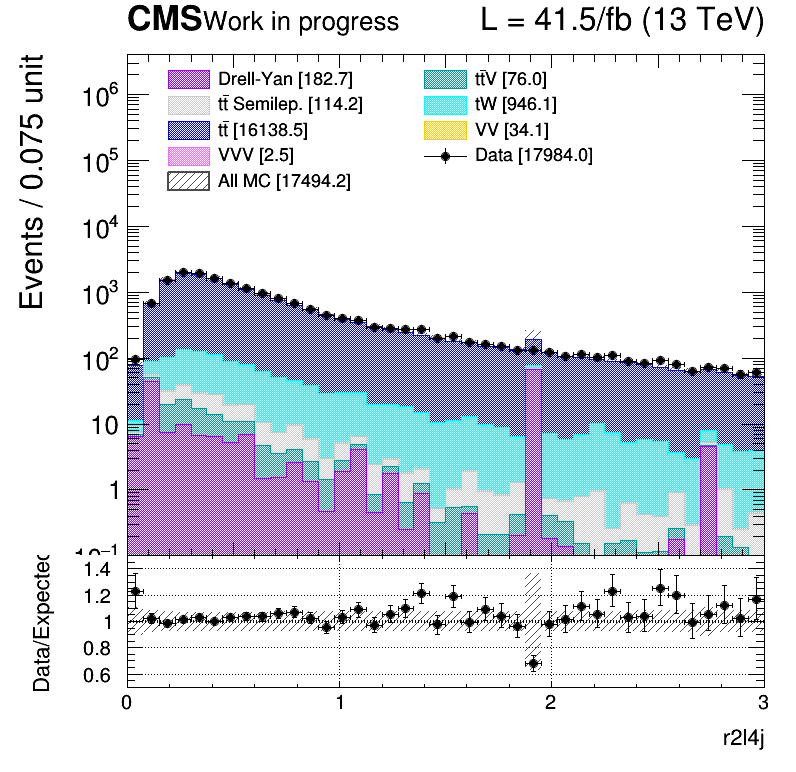 CMS Work in progress L = 41.5/fb (13 TeV)
Events / 0.075 unit
Drell-Yan [182.7]
tt̄ Semilep. [114.2]
tt̄ [16138.5]
VVV [2.5]
All MC [17494.2]
tt̄V [76.0]
tW [946.1]
VV [34.1]
Data [17984.0]
10⁶
10⁵
10⁴
10³
10²
10
1
10⁻¹
Data/Expected
1.4
1.2
1
0.8
0.6
0 1 2 3
r2l4j